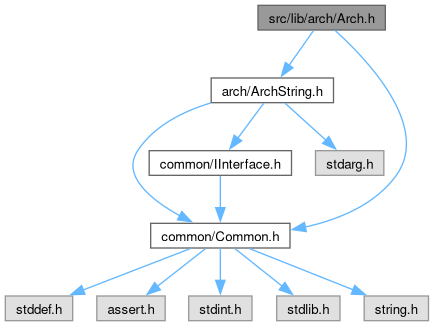 src/lib/arch/Arch.h
arch/ArchString.h
common/IInterface.h
stdarg.h
common/Common.h
stddef.h
assert.h
stdint.h
stdlib.h
string.h